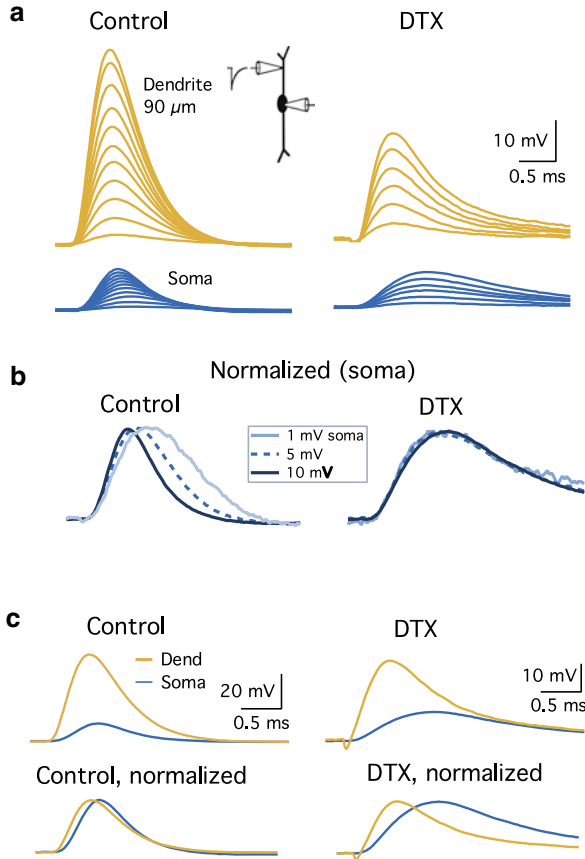 a
Control
DTX
Dendrite
90 µm
10 mV
0.5 ms
Soma
b
Normalized (soma)
Control
DTX
1 mV soma
5 mV
10 mV
c
Control
DTX
Dend
Soma
20 mV
0.5 ms
10 mV
0.5 ms
Control, normalized
DTX, normalized